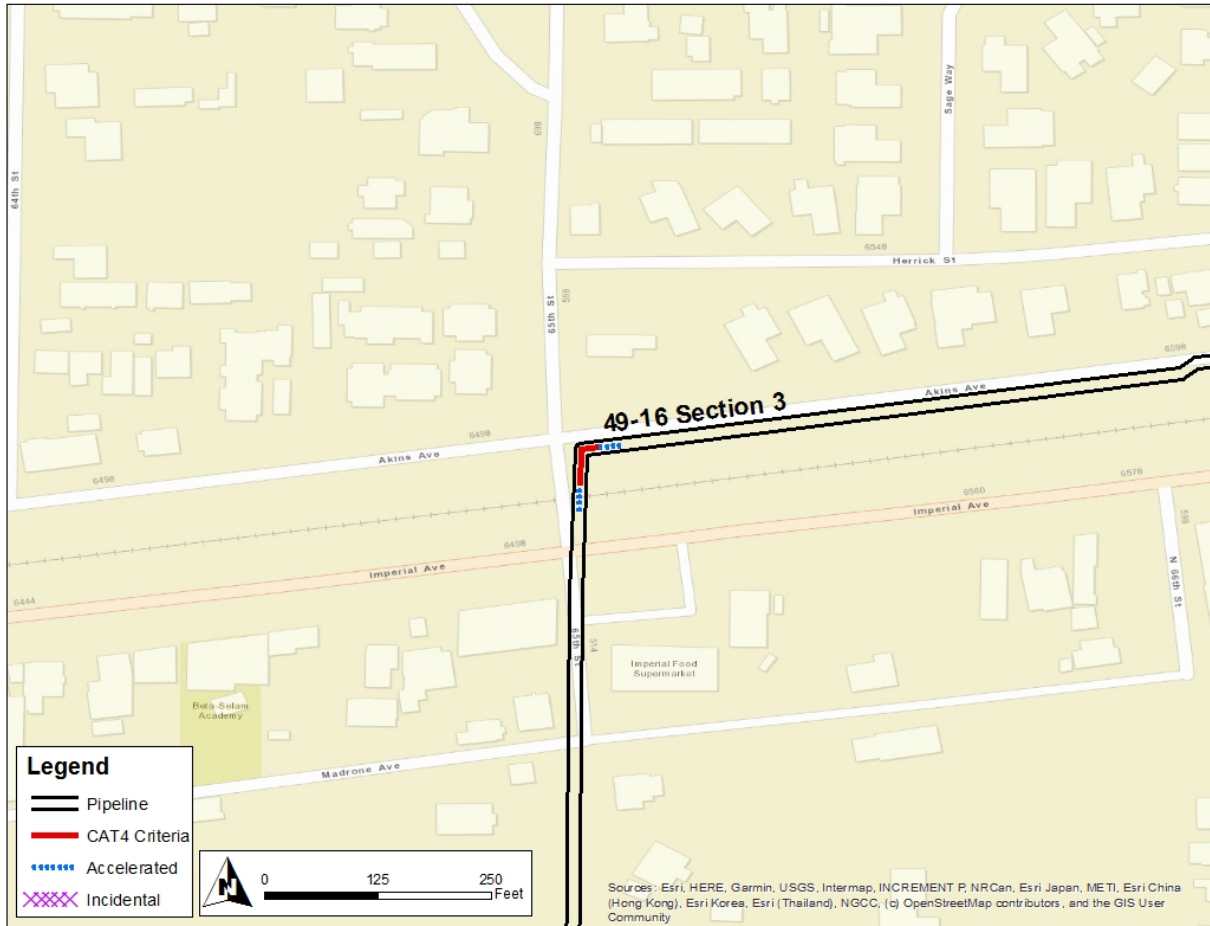 64th St
698
Sage Way
6548
Herrick St
65th St
599
6598
Akins Ave
49-16 Section 3
6498
Akins Ave
6498
6578
6560
Imperial Ave
6498
Imperial Ave
6444
599
N 66th St
65th St
514
Imperial Food
Supermarket
Beta-Selam
Academy
Madrone Ave
Legend
Pipeline
CAT4 Criteria
Accelerated
Incidental
N
0 125 250
Feet
Sources: Esri, HERE, Garmin, USGS, Intermap, INCREMENT P, NRCan, Esri Japan, METI, Esri China
(Hong Kong), Esri Korea, Esri (Thailand), NGCC, (c) OpenStreetMap contributors, and the GIS User
Community